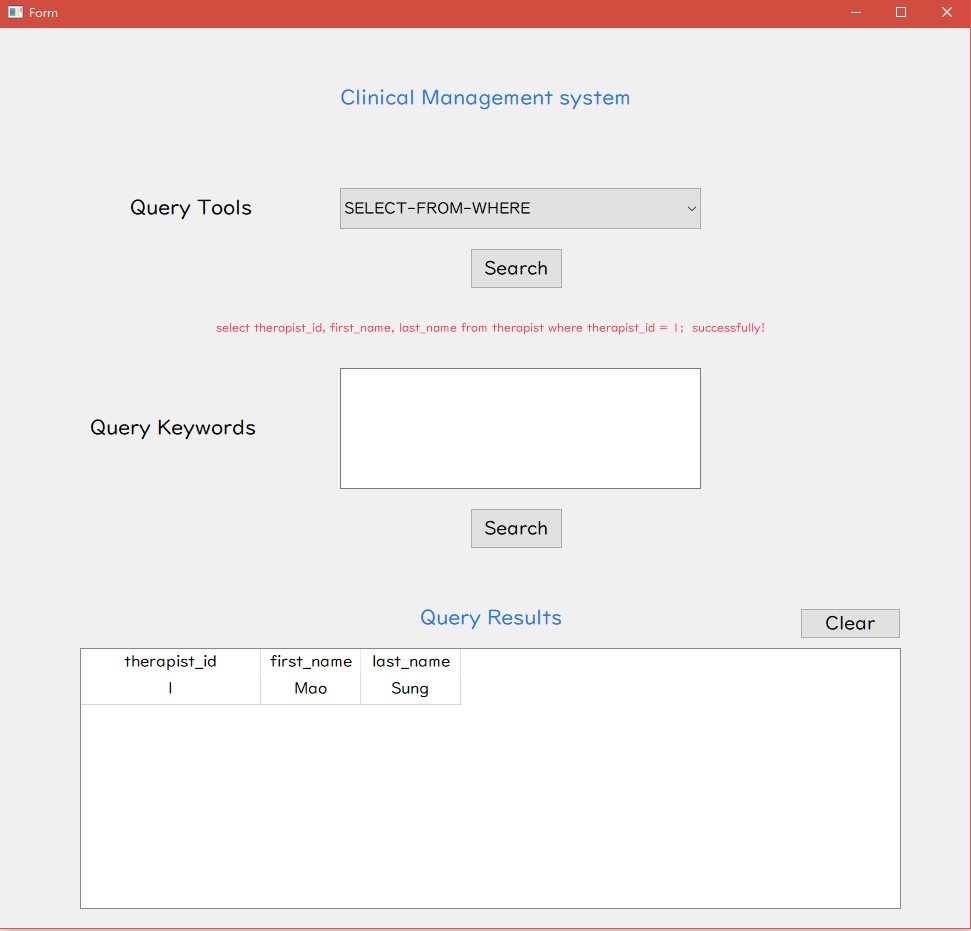 Form
Clinical Management system
Query Tools
SELECT-FROM-WHERE
Search
select therapist_id, first_name, last_name from therapist where therapist_id = 1; successfully!
Query Keywords
Search
Query Results
Clear
therapist_id first_name last_name
1 Mao Sung